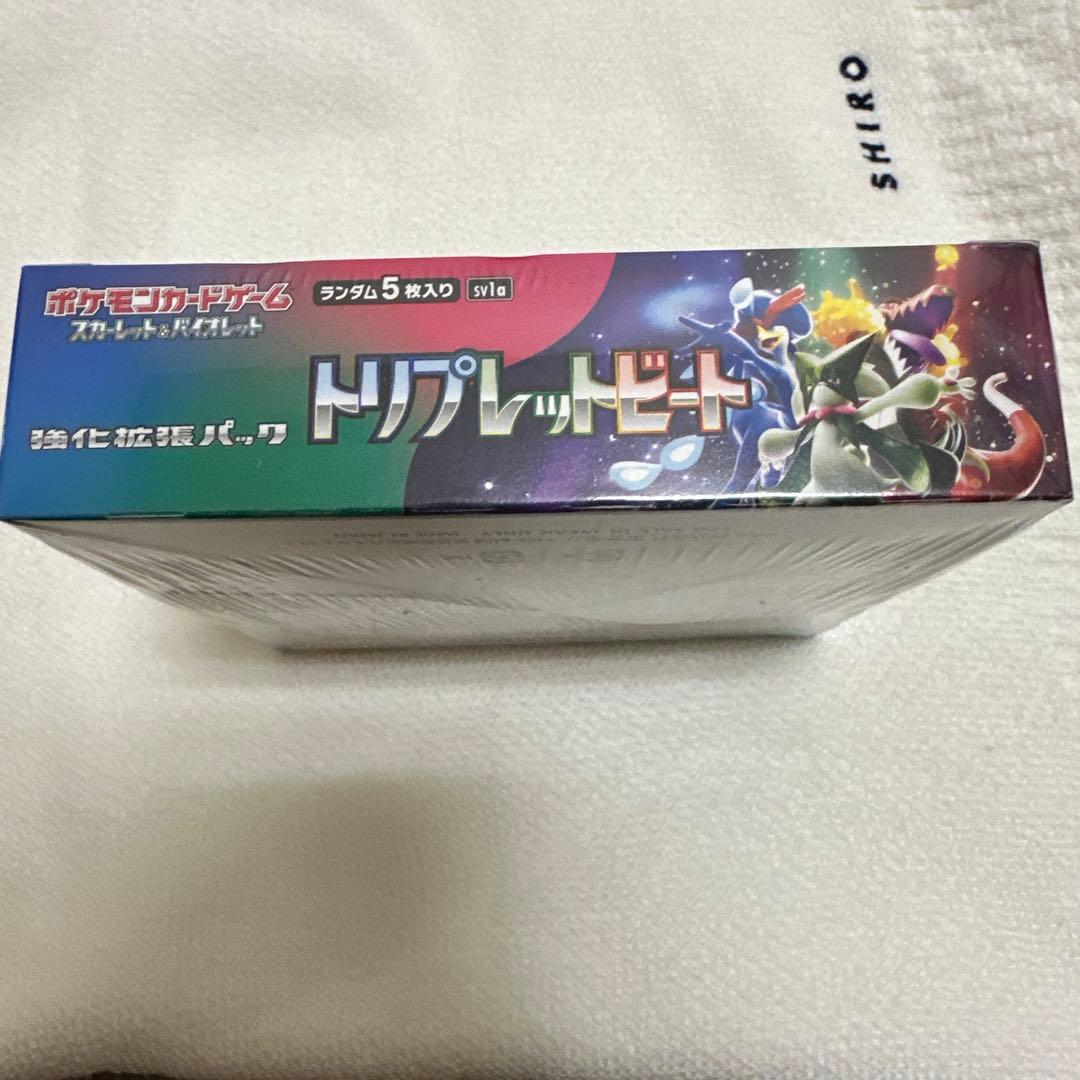 SHIRO
ポケモンカードゲーム
スカーレット&バイオレット
ランダム5枚入り
SV1a
強化拡張パック
トリプレットビート